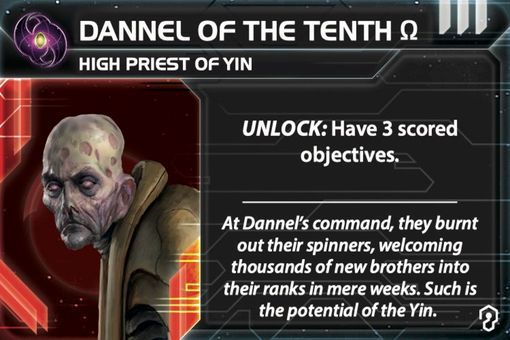 DANNEL OF THE TENTH Ω
HIGH PRIEST OF YIN
UNLOCK: Have 3 scored
objectives.
At Dannel's command, they burnt
out their spinners, welcoming
thousands of new brothers into
their ranks in mere weeks. Such is
the potential of the Yin.